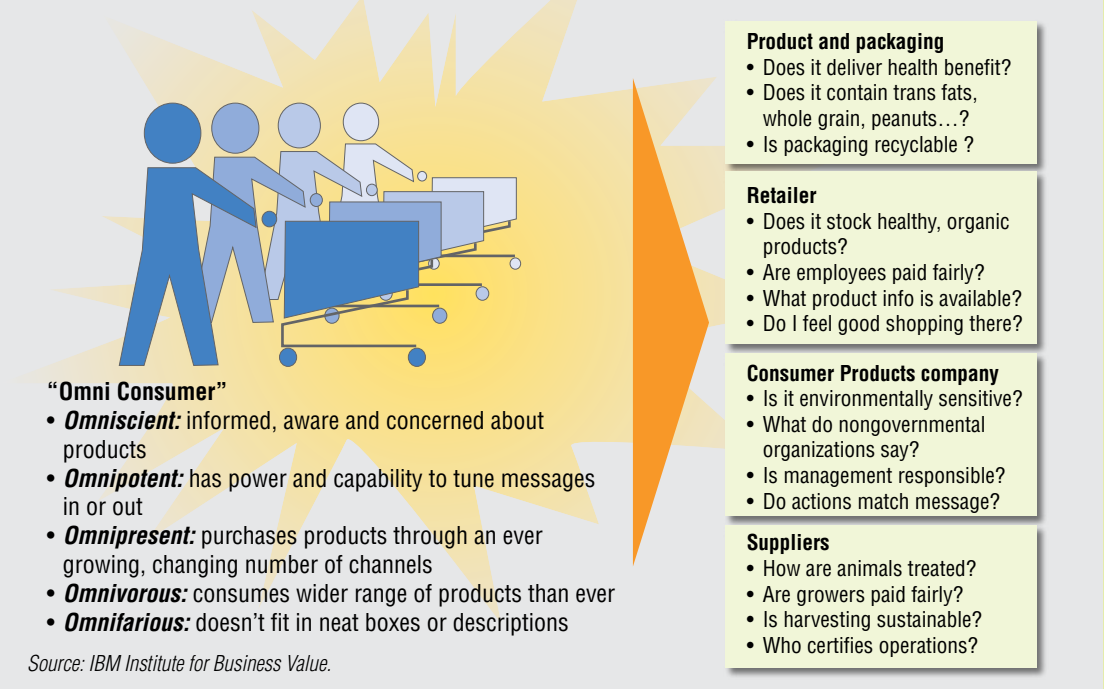 Product and packaging
• Does it deliver health benefit?
• Does it contain trans fats,
whole grain, peanuts…?
• Is packaging recyclable ?
Retailer
• Does it stock healthy, organic
products?
• Are employees paid fairly?
• What product info is available?
• Do I feel good shopping there?
Consumer Products company
• Is it environmentally sensitive?
• What do nongovernmental
organizations say?
• Is management responsible?
• Do actions match message?
Suppliers
• How are animals treated?
• Are growers paid fairly?
• Is harvesting sustainable?
• Who certifies operations?
“Omni Consumer”
• Omniscient: informed, aware and concerned about
products
• Omnipotent: has power and capability to tune messages
in or out
• Omnipresent: purchases products through an ever
growing, changing number of channels
• Omnivorous: consumes wider range of products than ever
• Omnifarious: doesn’t fit in neat boxes or descriptions
Source: IBM Institute for Business Value.